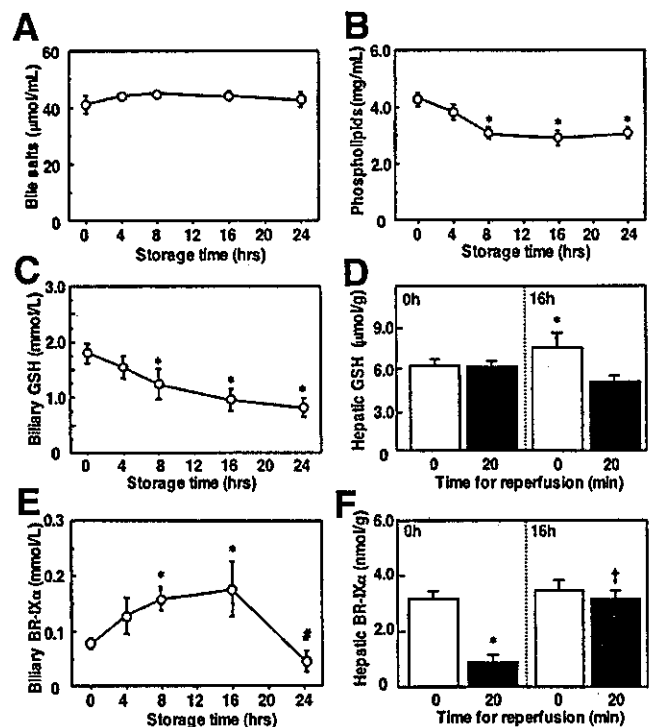 A
60
40
20
0
Bile salts (μmol/mL)
0 4 8 12 16 20 24
Storage time (hrs)
B
6.0
4.0
2.0
0
Phospholipids (mg/mL)
* * *
0 4 8 12 16 20 24
Storage time (hrs)
C
3.0
2.0
1.0
0
Biliary GSH (mmol/L)
* * *
0 4 8 12 16 20 24
Storage time (hrs)
D
9.0
6.0
3.0
0
Hepatic GSH (μmol/g)
0h 16h
*
0 20 0 20
Time for reperfusion (min)
E
0.3
0.2
0.1
0
Biliary BR-IXα (mmol/L)
* * #
0 4 8 12 16 20 24
Storage time (hrs)
F
6.0
4.0
2.0
0
Hepatic BR-IXα (nmol/g)
0h 16h
* †
0 20 0 20
Time for reperfusion (min)